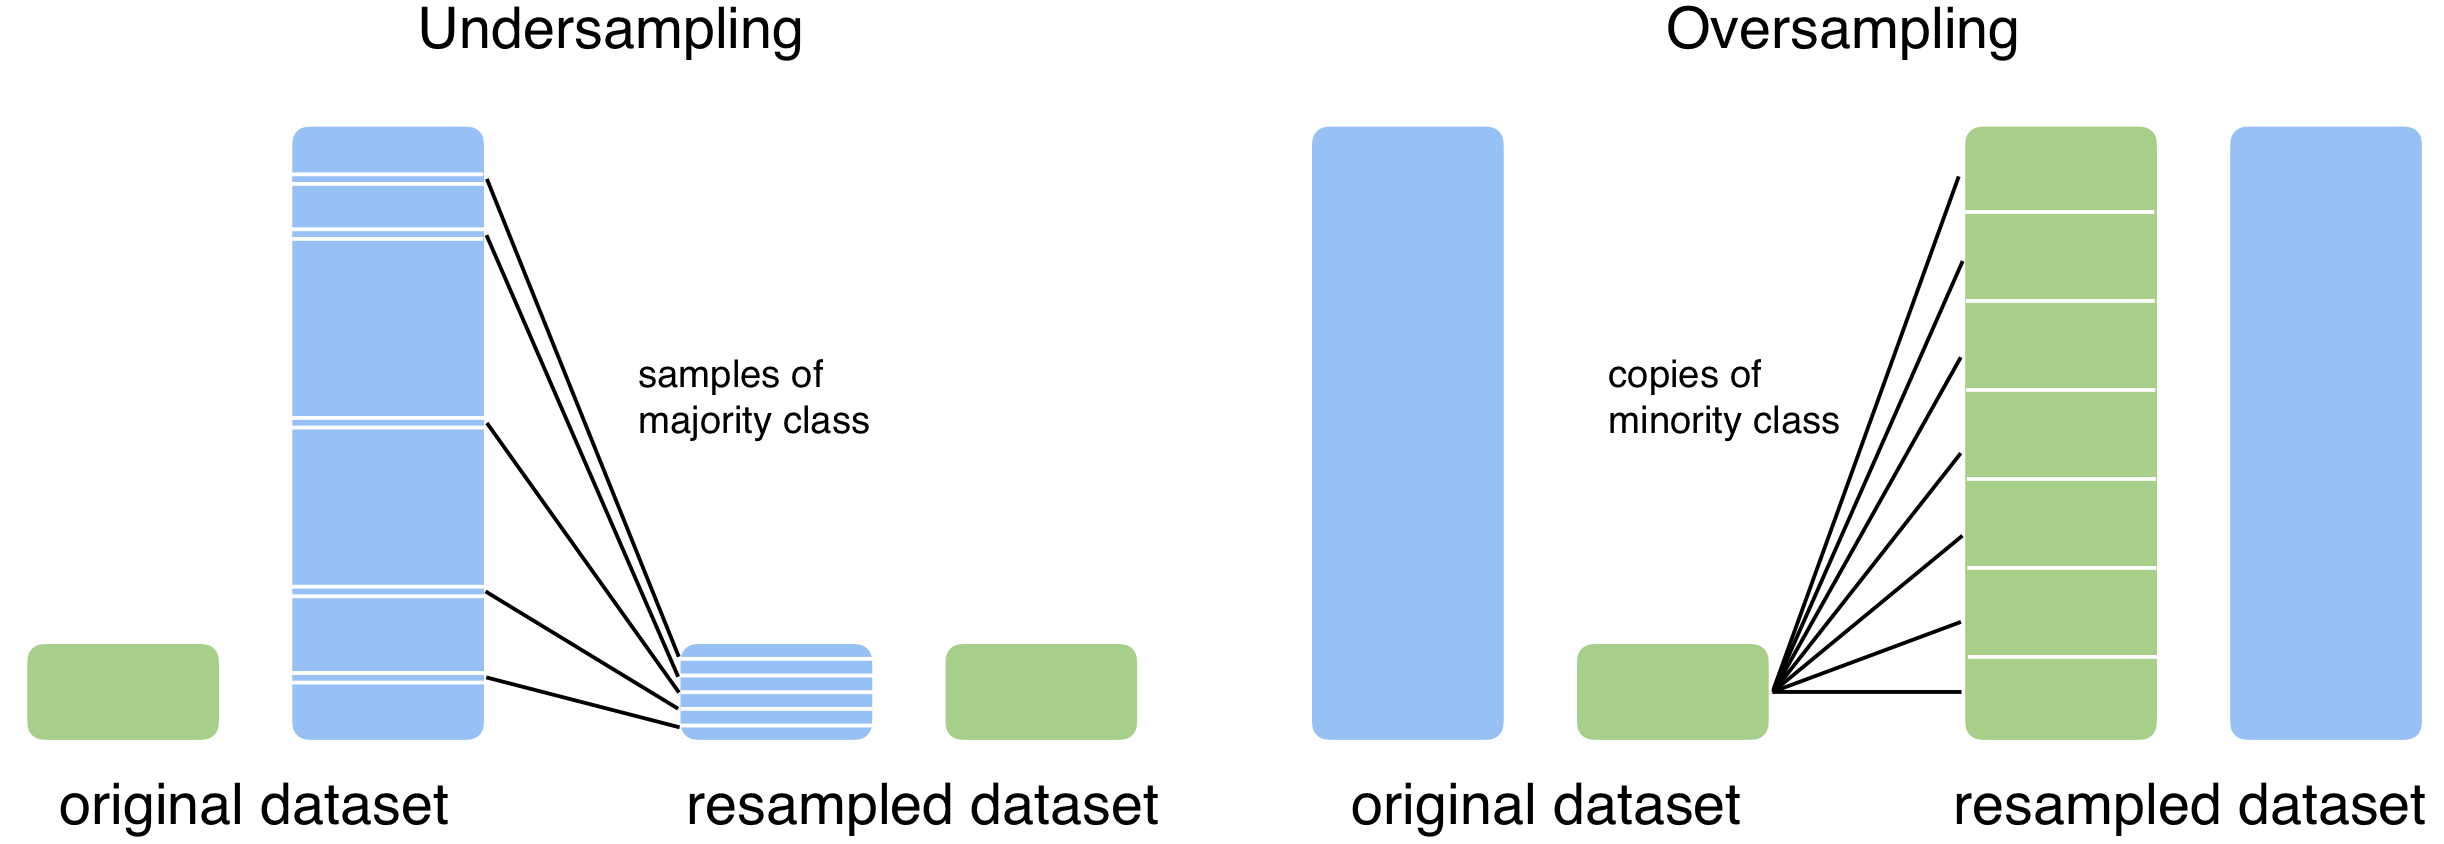 Undersampling
samples of
majority class
original dataset
resampled dataset
Oversampling
copies of
minority class
original dataset
resampled dataset